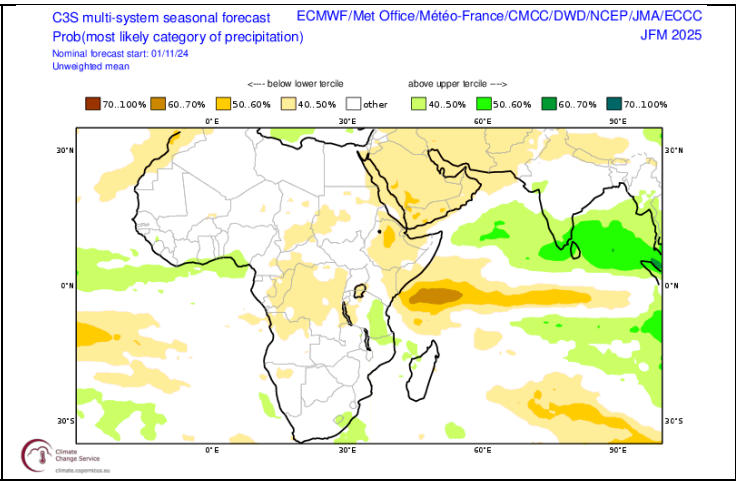 C3S multi-system seasonal forecast ECMWF/Met Office/Météo-France/CMCC/DWD/NCEP/JMA/ECCC
Prob(most likely category of precipitation) JFM 2025
Nominal forecast start: 01/11/24
Unweighted mean
<---- below lower tercile above upper tercile ---->
70..100% 60..70% 50..60% 40..50% other 40..50% 50..60% 60..70% 70..100%
0°E 30°E 60°E 90°E
30°N 30°N
0°N 0°N
30°S 30°S
0°E 30°E 60°E 90°E
Climate
Change Service
climate.copernicus.eu